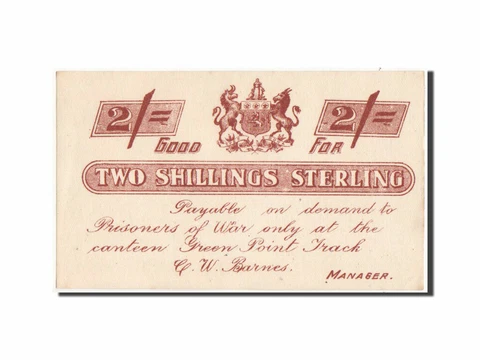 2/= 2/=
Good For
TWO SHILLINGS STERLING
Payable on demand to
Prisoners of War only at the
canteen Green Point Track
C. W. Barnes.
MANAGER.